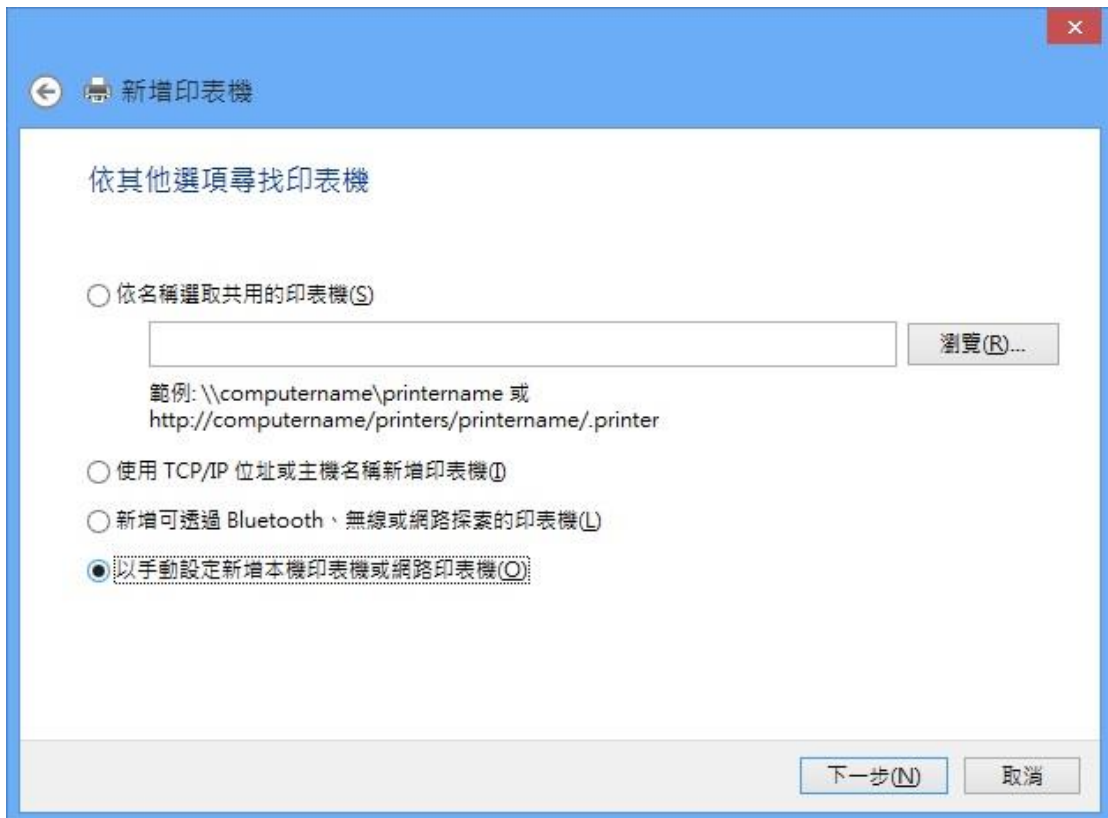 新增印表機
依其他選項尋找印表機
依名稱選取共用的印表機(S)
瀏覽(R)...
範例: \\computername\printername 或
http://computername/printers/printername/.printer
使用 TCP/IP 位址或主機名稱新增印表機(I)
新增可透過 Bluetooth、無線或網路探索的印表機(L)
以手動設定新增本機印表機或網路印表機(O)
下一步(N)
取消